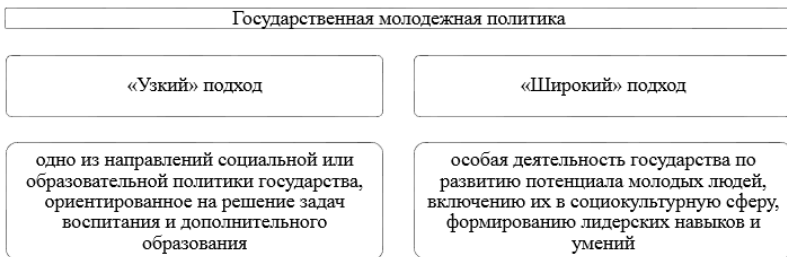 Государственная молодежная политика
«Узкий» подход
«Широкий» подход
одно из направлений социальной или
образовательной политики государства,
ориентированное на решение задач
воспитания и дополнительного
образования
особая деятельность государства по
развитию потенциала молодых людей,
включению их в социокультурную сферу,
формированию лидерских навыков и
умений